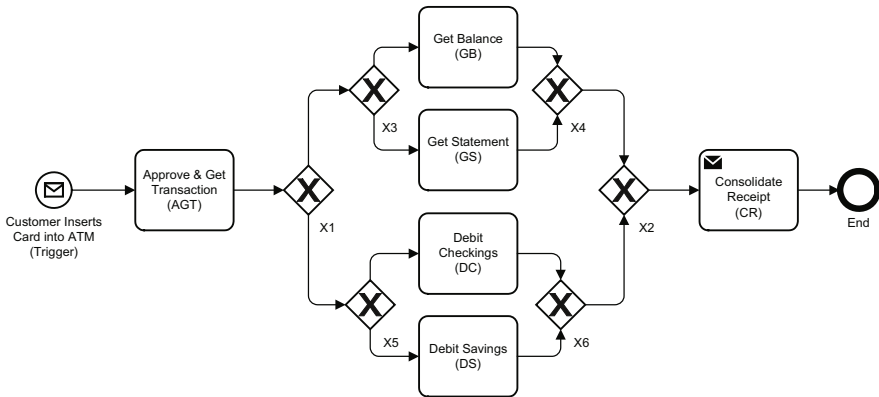 Customer Inserts
Card into ATM
(Trigger)
Approve & Get
Transaction
(AGT)
X1
X3
Get Balance
(GB)
Get Statement
(GS)
X4
X5
Debit
Checkings
(DC)
Debit Savings
(DS)
X6
X2
Consolidate
Receipt
(CR)
End